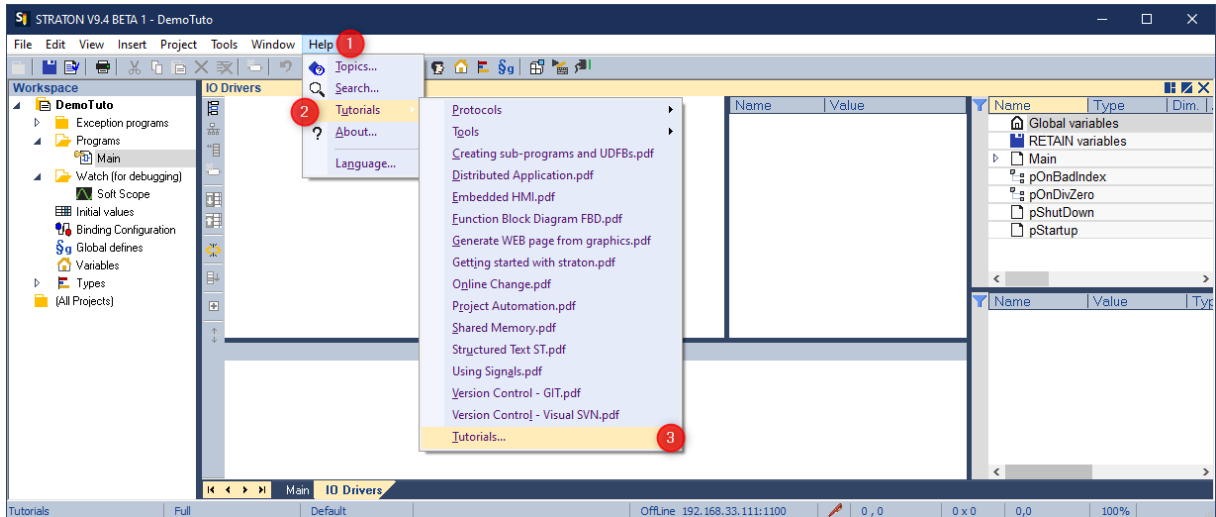 STRATON V9.4 BETA 1 - DemoTuto
File Edit View Insert Project Tools Window Help 1
Workspace
DemoTuto
Exception programs
Programs
Main
Watch (for debugging)
Soft Scope
Initial values
Binding Configuration
Global defines
Variables
Types
(All Projects)
IO Drivers
Topics...
Search...
2 Tutorials
About...
Language...
Protocols
Tools
Creating sub-programs and UDFBs.pdf
Distributed Application.pdf
Embedded HMI.pdf
Function Block Diagram FBD.pdf
Generate WEB page from graphics.pdf
Getting started with straton.pdf
Online Change.pdf
Project Automation.pdf
Shared Memory.pdf
Structured Text ST.pdf
Using Signals.pdf
Version Control - GIT.pdf
Version Control - Visual SVN.pdf
Tutorials... 3
Name Value
Name Type Dim.
Global variables
RETAIN variables
Main
pOnBadIndex
pOnDivZero
pShutDown
pStartup
Name Value Typ
Main IO Drivers
Tutorials Full Default OffLine 192.168.33.111:1100 0 , 0 0 x 0 0,0 100%